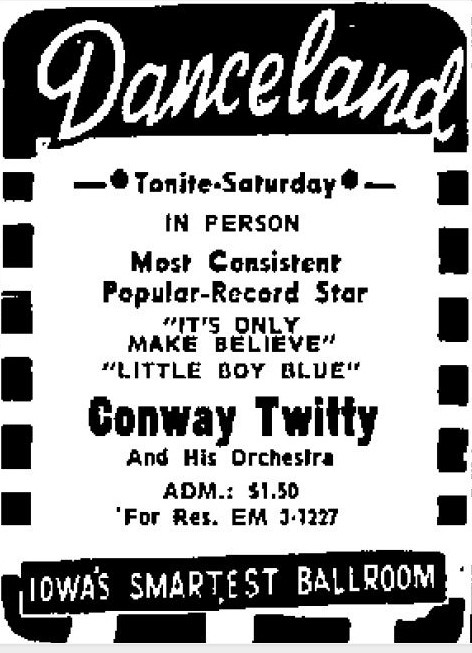 Danceland
Tonite-Saturday
IN PERSON
Most Consistent
Popular-Record Star
"IT'S ONLY
MAKE BELIEVE"
"LITTLE BOY BLUE"
Conway Twitty
And His Orchestra
ADM.: $1.50
For Res. EM 3-1227
IOWA'S SMARTEST BALLROOM